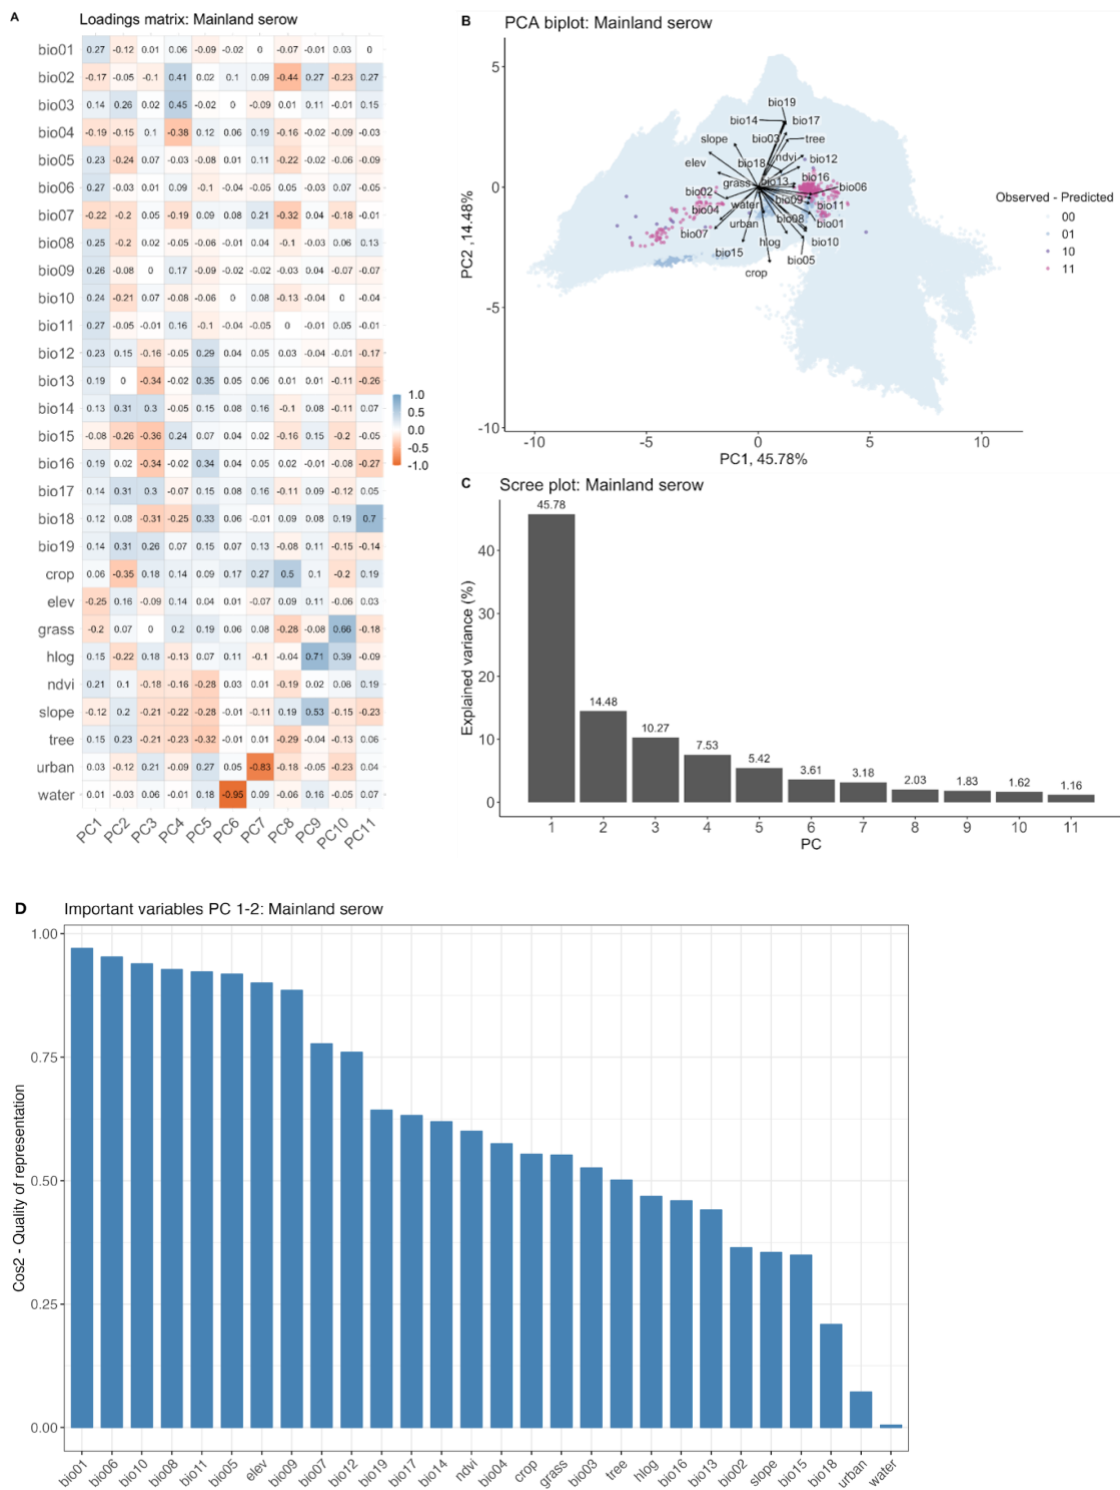 A
Loadings matrix: Mainland serow
bio01 0.27 -0.12 0.01 0.06 -0.09 -0.02 0 -0.07 -0.01 0.03 0
bio02 -0.17 -0.05 -0.1 0.41 0.02 0.1 0.09 -0.44 0.27 -0.23 0.27
bio03 0.14 0.26 0.02 0.45 -0.02 0 -0.09 0.01 0.11 -0.01 0.15
bio04 -0.19 -0.15 0.1 -0.38 0.12 0.06 0.19 -0.16 -0.02 -0.09 -0.03
bio05 0.23 -0.24 0.07 -0.03 -0.08 0.01 0.11 -0.22 -0.02 -0.06 -0.09
bio06 0.27 -0.03 0.01 0.09 -0.1 -0.04 -0.05 0.06 -0.03 0.07 -0.05
bio07 -0.22 -0.2 0.05 -0.19 0.09 0.08 0.21 -0.32 0.04 -0.18 -0.01
bio08 0.25 -0.2 0.02 -0.05 -0.06 -0.01 0.04 -0.1 -0.03 0.06 0.13
bio09 0.26 -0.08 0 0.17 -0.09 -0.02 -0.02 -0.03 0.04 -0.07 -0.07
bio10 0.24 -0.21 0.07 -0.08 -0.06 0 0.08 -0.13 -0.04 0 -0.04
bio11 0.27 -0.05 -0.01 0.16 -0.1 -0.04 -0.05 0 -0.01 0.05 -0.01
bio12 0.23 0.15 -0.16 -0.05 0.29 0.04 0.05 0.03 -0.04 -0.01 -0.17
bio13 0.19 0 -0.34 -0.02 0.35 0.05 0.06 0.01 0.01 -0.11 -0.26
bio14 0.13 0.31 0.3 -0.05 0.15 0.08 0.16 -0.1 0.08 -0.11 0.07
bio15 -0.08 -0.26 -0.36 0.24 0.07 0.04 0.02 -0.16 0.15 -0.2 -0.05
bio16 0.19 0.02 -0.34 -0.02 0.34 0.04 0.05 0.02 -0.01 -0.08 -0.27
bio17 0.14 0.31 0.3 -0.07 0.15 0.08 0.16 -0.11 0.09 -0.12 0.05
bio18 0.12 0.08 -0.31 -0.25 0.33 0.06 -0.01 0.09 0.08 0.19 0.7
bio19 0.14 0.31 0.26 0.07 0.15 0.07 0.13 -0.08 0.11 -0.15 -0.14
crop 0.06 -0.35 0.18 0.14 0.09 0.17 0.27 0.5 0.1 -0.2 0.19
elev -0.25 0.16 -0.09 0.14 0.04 0.01 -0.07 0.09 0.11 -0.06 0.03
grass -0.2 0.07 0 0.2 0.19 0.06 0.08 -0.28 -0.08 0.66 -0.18
hlog 0.15 -0.22 0.18 -0.13 0.07 0.11 -0.1 -0.04 0.71 0.39 -0.09
ndvi 0.21 0.1 -0.18 -0.16 -0.28 0.03 0.01 -0.19 0.02 0.06 0.19
slope -0.12 0.2 -0.21 -0.22 -0.28 -0.01 -0.11 0.19 0.53 -0.15 -0.23
tree 0.15 0.23 -0.21 -0.23 -0.32 -0.01 0.01 -0.29 -0.04 -0.13 0.06
urban 0.03 -0.12 0.21 -0.09 0.27 0.05 -0.83 -0.18 -0.05 -0.23 0.04
water 0.01 -0.03 0.06 -0.01 0.18 -0.95 0.09 -0.06 0.16 -0.05 0.07
PC1 PC2 PC3 PC4 PC5 PC6 PC7 PC8 PC9 PC10 PC11
1.0
0.5
0.0
-0.5
-1.0
B
PCA biplot: Mainland serow
PC2 ,14.48%
5
0
-5
-10
bio19
bio14 bio17
slope bio03 tree
elev bio18 ndvi bio12
grass bio13 bio16
bio02 bio09 bio06
bio04 water bio11
bio07 urban bio08 bio01
hlog bio10
bio15 bio05
crop
-10 -5 0 5 10
PC1, 45.78%
Observed - Predicted
00
01
10
11
C
Scree plot: Mainland serow
Explained variance (%)
40
30
20
10
0
45.78
14.48
10.27
7.53
5.42
3.61
3.18
2.03
1.83
1.62
1.16
1 2 3 4 5 6 7 8 9 10 11
PC
D
Important variables PC 1-2: Mainland serow
Cos2 - Quality of representation
1.00
0.75
0.50
0.25
0.00
bio01 bio06 bio10 bio08 bio11 bio05 elev bio09 bio07 bio12 bio19 bio17 bio14 ndvi bio04 crop grass bio03 tree hlog bio16 bio13 bio02 slope bio15 bio18 urban water